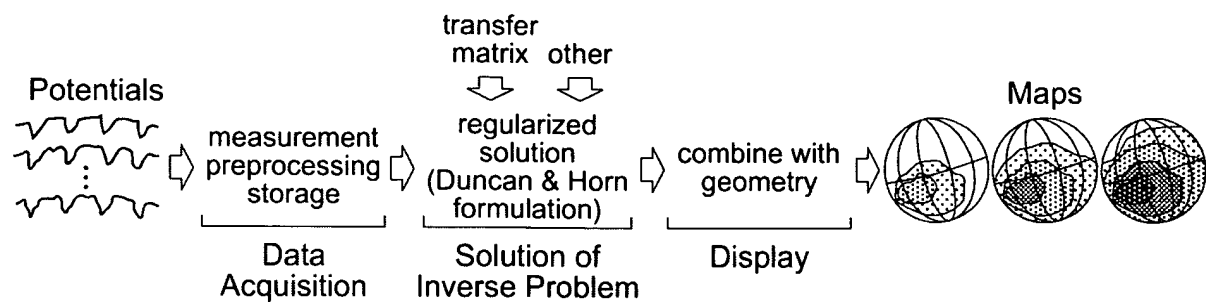 Potentials
measurement
preprocessing
storage
Data
Acquisition
transfer
matrix other
regularized
solution
(Duncan & Horn
formulation)
Solution of
Inverse Problem
combine with
geometry
Display
Maps